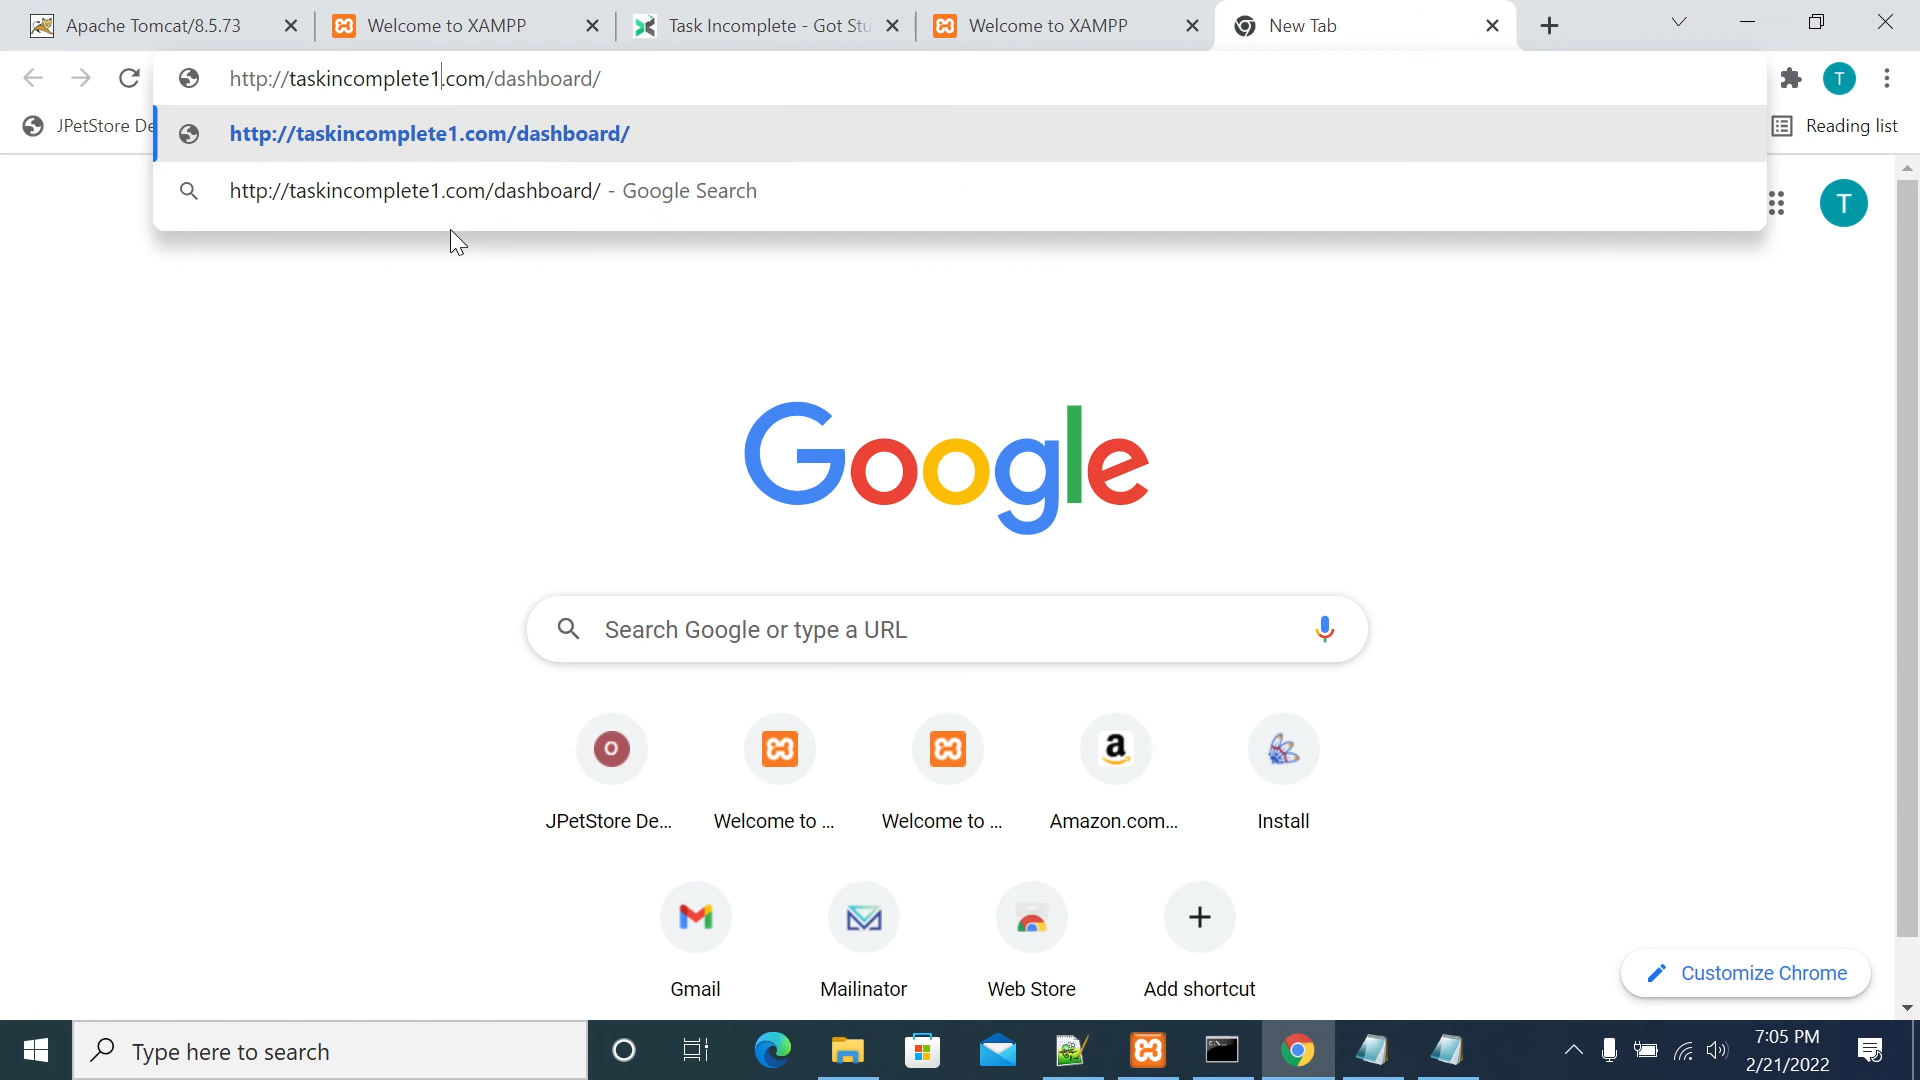 Apache Tomcat/8.5.73
Welcome to XAMPP
Task Incomplete - Got Stu
Welcome to XAMPP
New Tab
http://taskincomplete1.com/dashboard/
T
JPetStore De
http://taskincomplete1.com/dashboard/
Reading list
http://taskincomplete1.com/dashboard/ - Google Search
T
Google
Search Google or type a URL
O
a
JPetStore De...
Welcome to ...
Welcome to ...
Amazon.com...
Install
Gmail
Mailinator
Web Store
Add shortcut
Customize Chrome
Type here to search
7:05 PM
2/21/2022